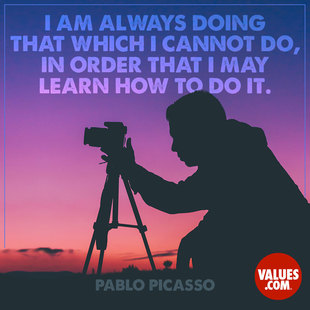 I AM ALWAYS DOING
THAT WHICH I CANNOT DO,
IN ORDER THAT I MAY
LEARN HOW TO DO IT.
PABLO PICASSO
VALUES
.COM